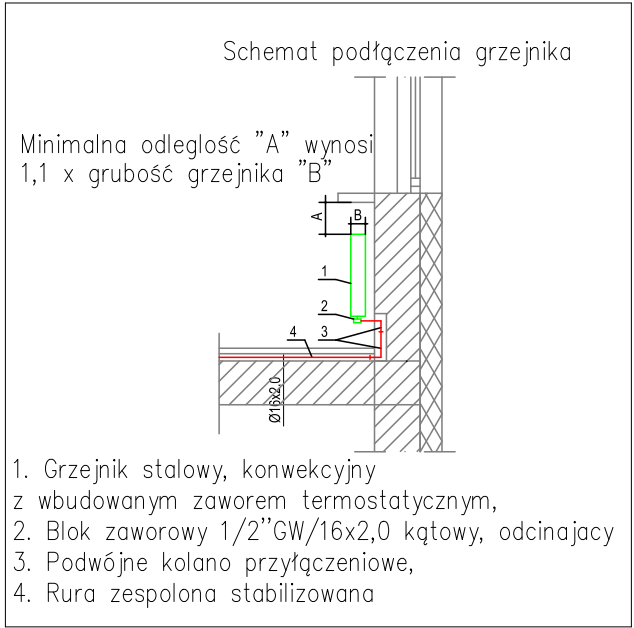 Schemat podłączenia grzejnika
Minimalna odleglość "A" wynosi
1,1 x grubość grzejnika "B"
A
B
1
2
4
3
Ø16x2,0
1. Grzejnik stalowy, konwekcyjny
z wbudowanym zaworem termostatycznym,
2. Blok zaworowy 1/2''GW/16x2,0 kątowy, odcinajacy
3. Podwójne kolano przyłączeniowe,
4. Rura zespolona stabilizowana